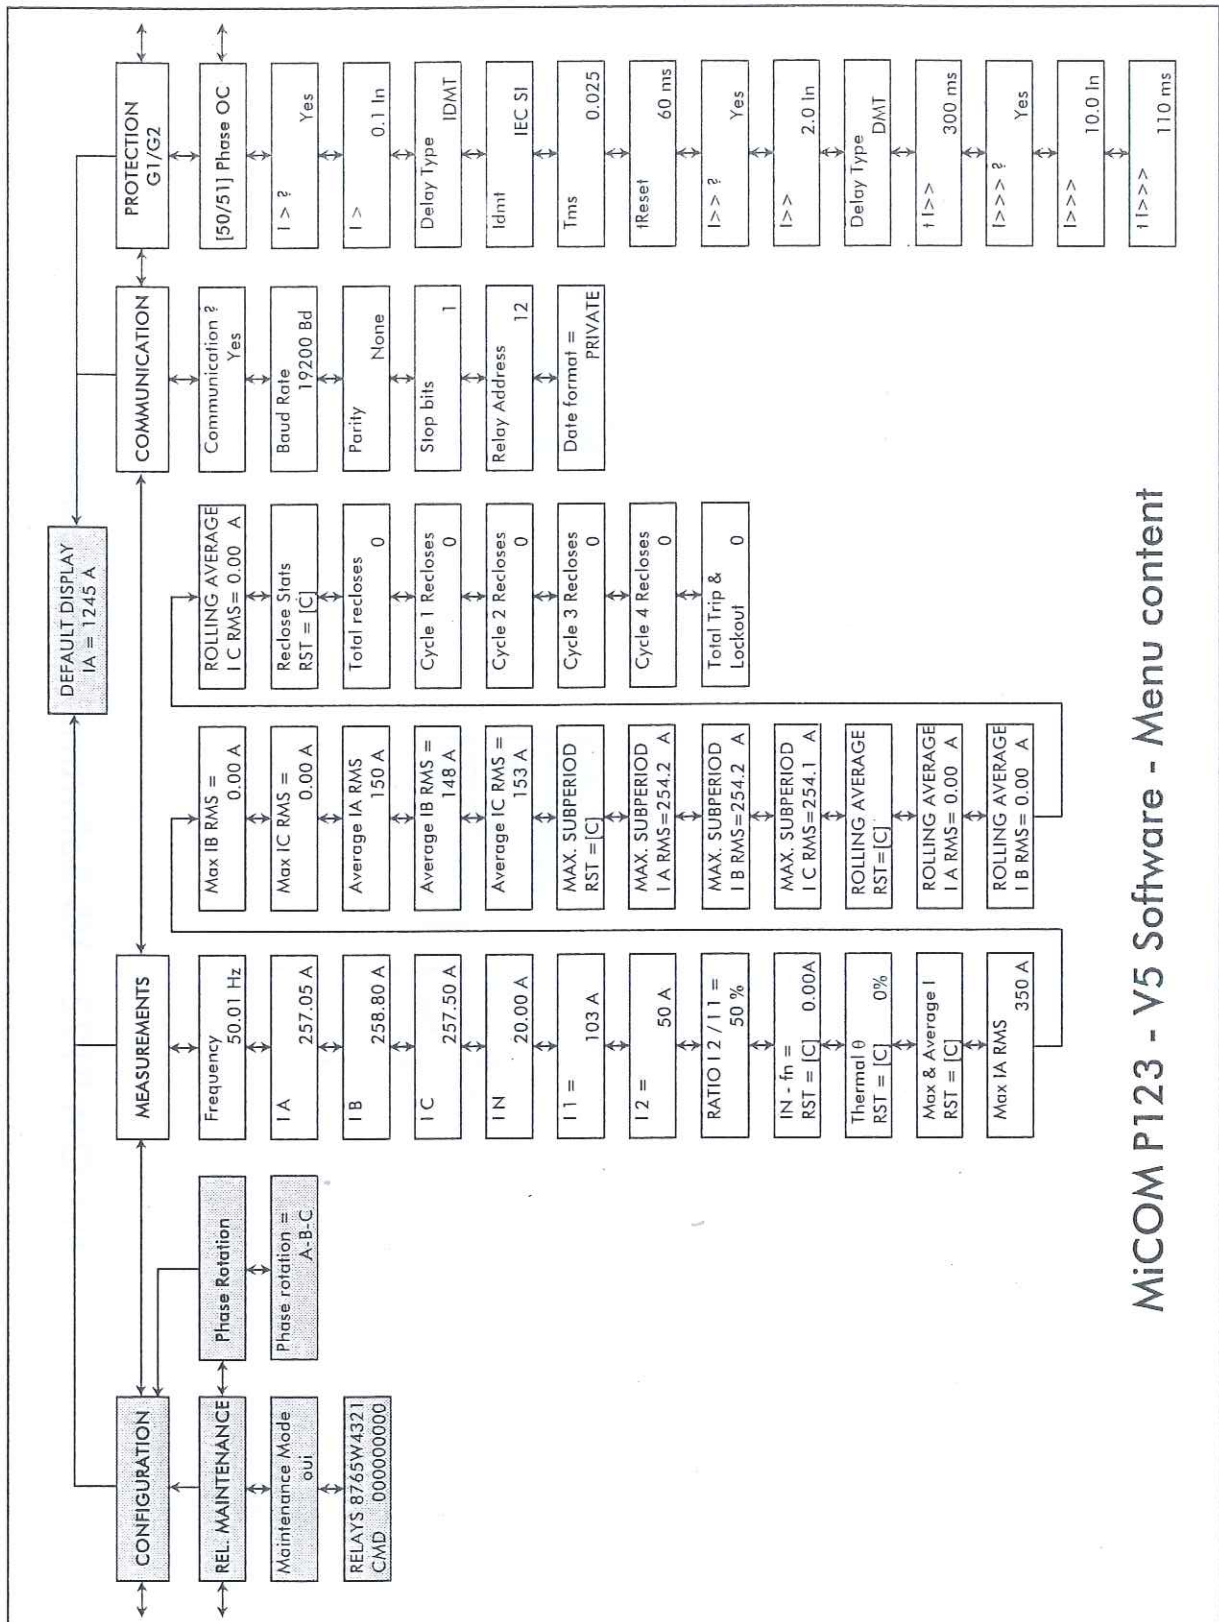 DEFAULT DISPLAY
IA = 1245 A
CONFIGURATION
REL. MAINTENANCE
Maintenance Mode
oui
RELAYS 8765W4321
CMD 000000000
Phase Rotation
Phase rotation =
A-B-C
MEASUREMENTS
Frequency
50.01 Hz
I A
257.05 A
I B
258.80 A
I C
257.50 A
I N
20.00 A
I 1 =
103 A
I 2 =
50 A
RATIO I 2 / I 1 =
50 %
IN - fn =
RST = [C] 0.00A
Thermal θ
RST = [C] 0%
Max & Average I
RST = [C]
Max IA RMS
350 A
Max IB RMS =
0.00 A
Max IC RMS =
0.00 A
Average IA RMS
150 A
Average IB RMS =
148 A
Average IC RMS =
153 A
MAX. SUBPERIOD
RST =[C]
MAX. SUBPERIOD
I A RMS=254.2 A
MAX. SUBPERIOD
I B RMS=254.2 A
MAX. SUBPERIOD
I C RMS=254.1 A
ROLLING AVERAGE
RST=[C]
ROLLING AVERAGE
I A RMS= 0.00 A
ROLLING AVERAGE
I B RMS= 0.00 A
ROLLING AVERAGE
I C RMS= 0.00 A
Reclose Stats
RST = [C]
Total recloses
0
Cycle 1 Recloses
0
Cycle 2 Recloses
0
Cycle 3 Recloses
0
Cycle 4 Recloses
0
Total Trip &
Lockout 0
COMMUNICATION
Communication ?
Yes
Baud Rate
19200 Bd
Parity
None
Stop bits
1
Relay Address
12
Date format =
PRIVATE
PROTECTION
G1/G2
[50/51] Phase OC
I > ?
Yes
I >
0.1 In
Delay Type
IDMT
Idmt
IEC SI
Tms
0.025
tReset
60 ms
I>> ?
Yes
I>>
2.0 In
Delay Type
DMT
t I>>
300 ms
I>>> ?
Yes
I>>>
10.0 In
t I>>>
110 ms
MiCOM P123 - V5 Software - Menu content